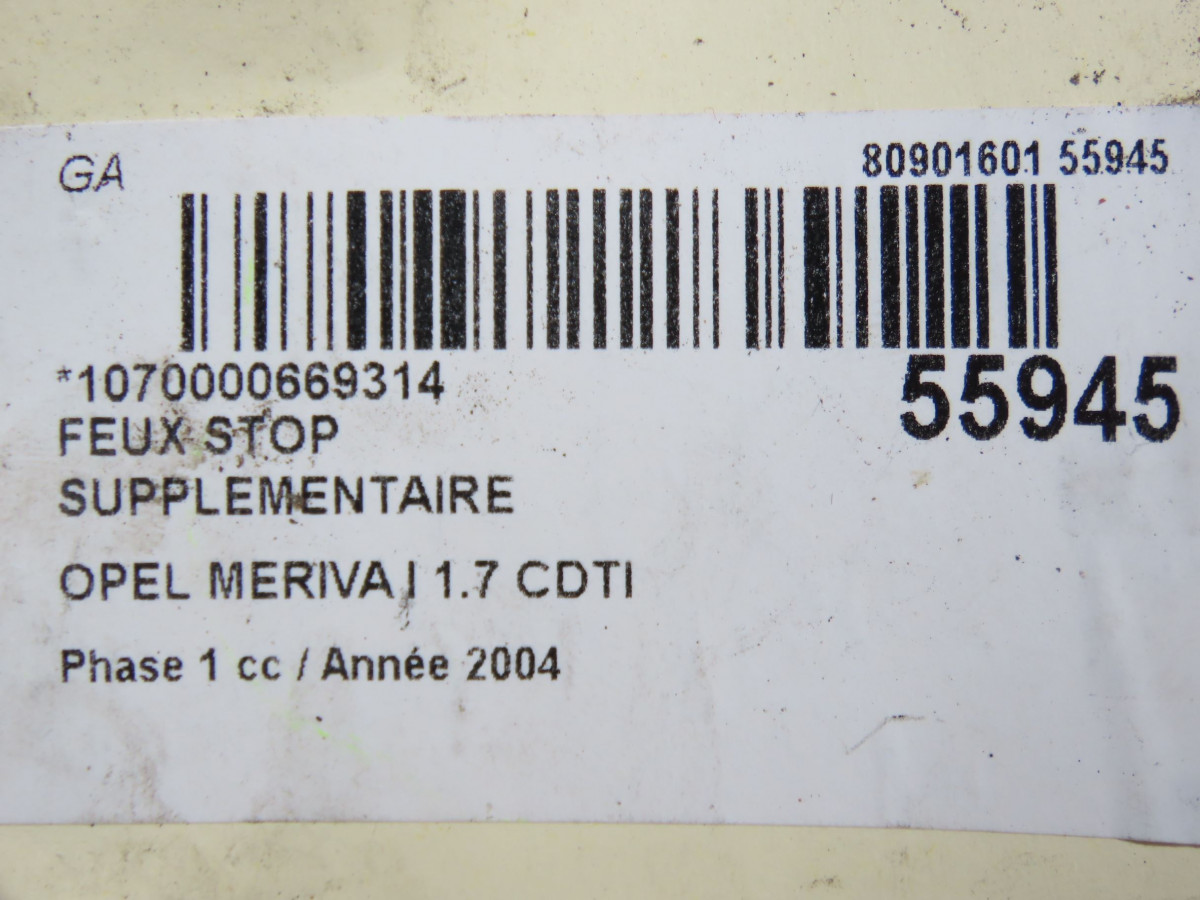 GA 80901601 55945
*1070000669314
55945
FEUX STOP
SUPPLEMENTAIRE
OPEL MERIVA I 1.7 CDTI
Phase 1 cc / Année 2004